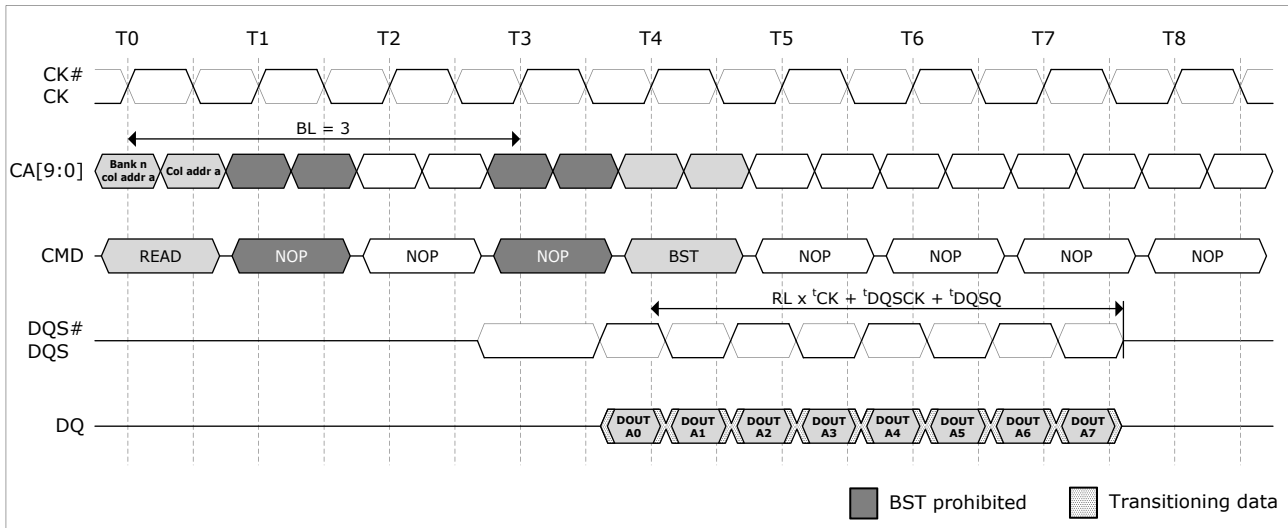 T0 T1 T2 T3 T4 T5 T6 T7 T8
CK#
CK
BL = 3
CA[9:0]
Bank n
col addr a
Col addr a
CMD
READ NOP NOP NOP BST NOP NOP NOP NOP
RL x tCK + tDQSCK + tDQSQ
DQS#
DQS
DQ
DOUT A0
DOUT A1
DOUT A2
DOUT A3
DOUT A4
DOUT A5
DOUT A6
DOUT A7
BST prohibited
Transitioning data